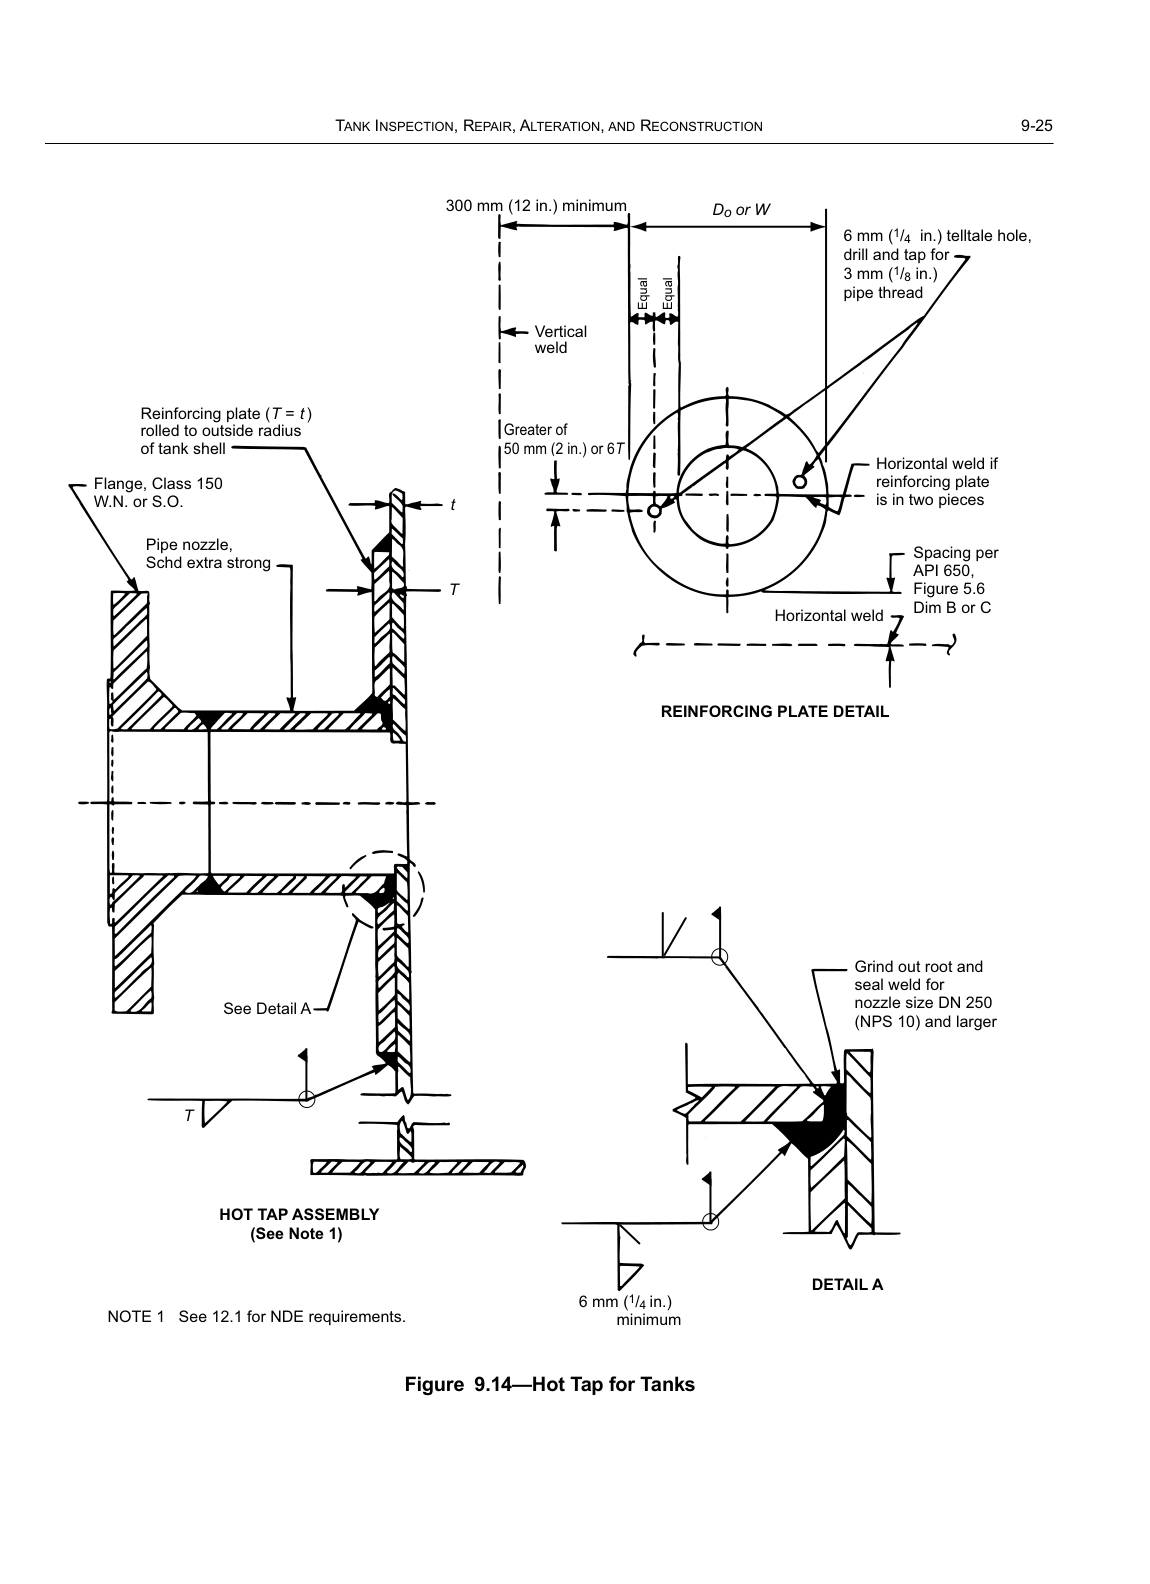 TANK INSPECTION, REPAIR, ALTERATION, AND RECONSTRUCTION 9-25
300 mm (12 in.) minimum
Do or W
6 mm (1/4 in.) telltale hole,
drill and tap for
3 mm (1/8 in.)
pipe thread
Equal
Equal
Vertical
weld
Reinforcing plate (T = t)
rolled to outside radius
of tank shell
Greater of
50 mm (2 in.) or 6T
Horizontal weld if
reinforcing plate
is in two pieces
Flange, Class 150
W.N. or S.O.
t
Pipe nozzle,
Schd extra strong
T
Spacing per
API 650,
Figure 5.6
Dim B or C
Horizontal weld
REINFORCING PLATE DETAIL
See Detail A
T
Grind out root and
seal weld for
nozzle size DN 250
(NPS 10) and larger
HOT TAP ASSEMBLY
(See Note 1)
6 mm (1/4 in.)
minimum
DETAIL A
NOTE 1 See 12.1 for NDE requirements.
Figure 9.14—Hot Tap for Tanks